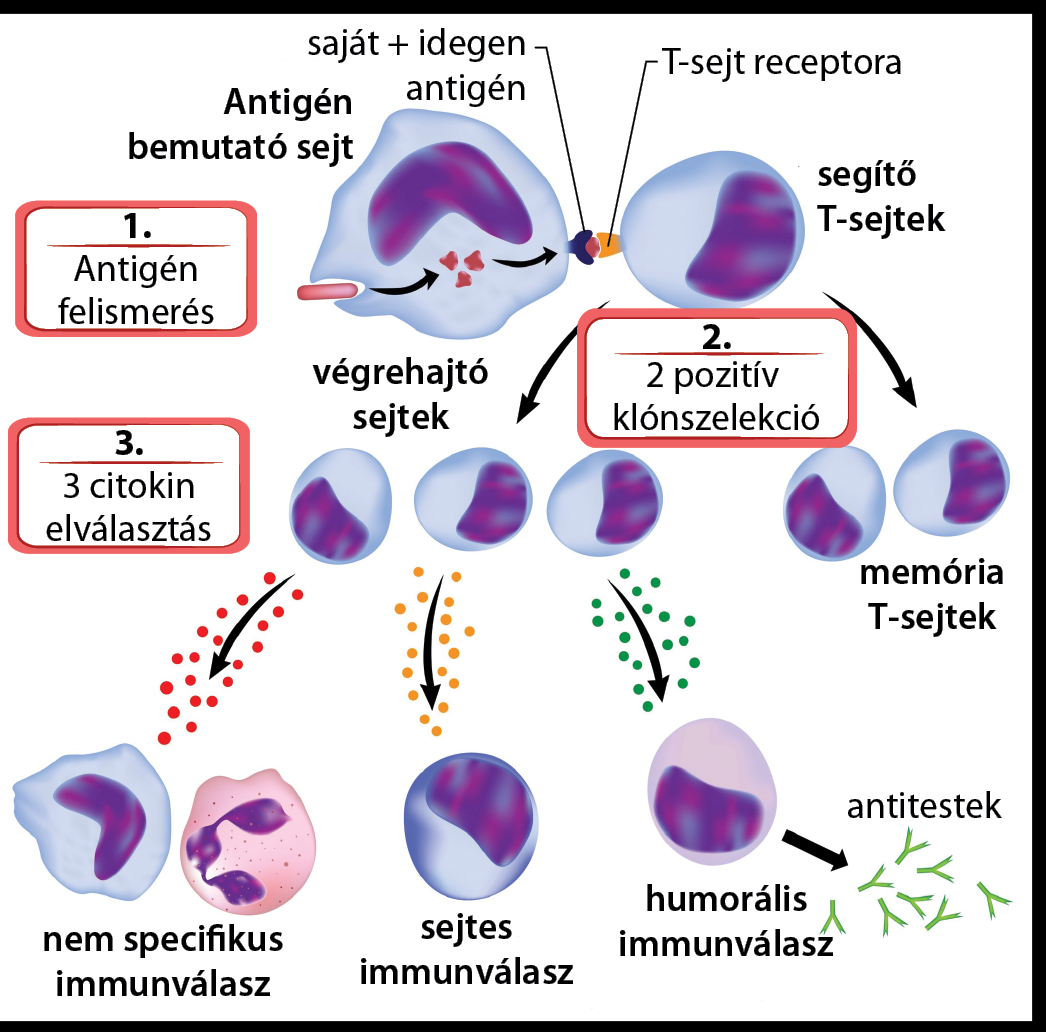 saját + idegen
antigén
T-sejt receptora
Antigén
bemutató sejt
segítő
T-sejtek
1.
Antigén
felismerés
2.
2 pozitív
klónszelekció
végrehajtó
sejtek
3.
3 citokin
elválasztás
memória
T-sejtek
antitestek
nem specifikus
immunválasz
sejtes
immunválasz
humorális
immunválasz